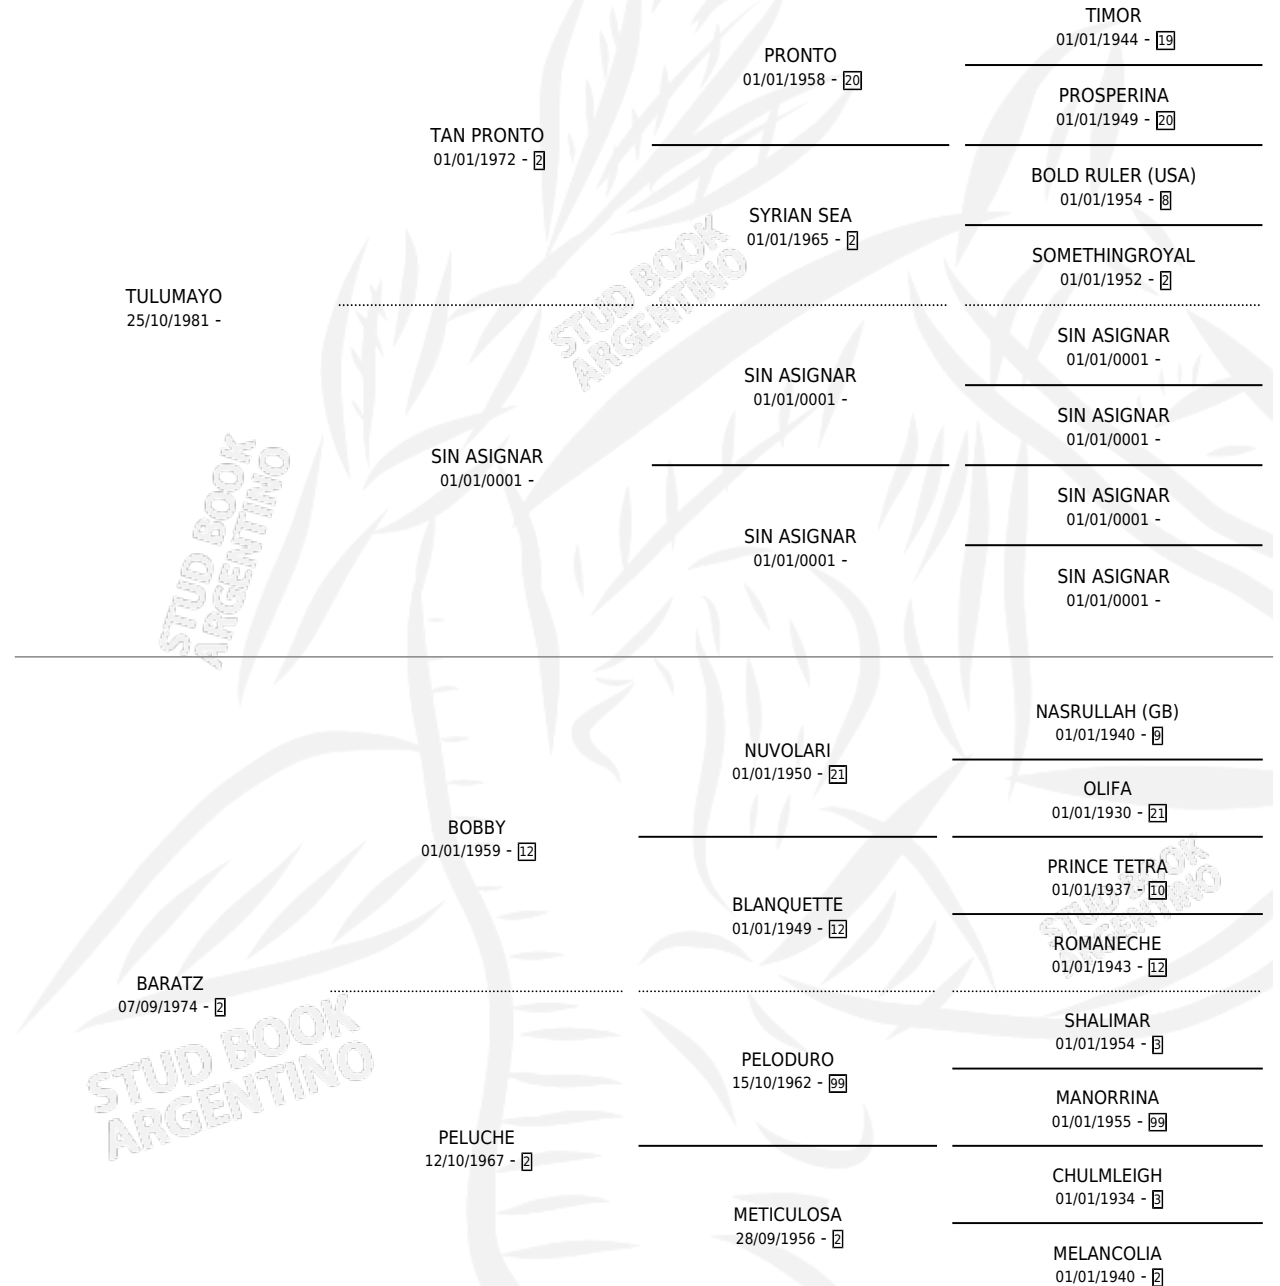 TIMOR
01/01/1944 - 19
PRONTO
01/01/1958 - 20
PROSPERINA
01/01/1949 - 20
TAN PRONTO
01/01/1972 - 2
BOLD RULER (USA)
01/01/1954 - 8
SYRIAN SEA
01/01/1965 - 2
SOMETHINGROYAL
01/01/1952 - 2
TULUMAYO
25/10/1981 -
SIN ASIGNAR
01/01/0001 -
SIN ASIGNAR
01/01/0001 -
SIN ASIGNAR
01/01/0001 -
SIN ASIGNAR
01/01/0001 -
SIN ASIGNAR
01/01/0001 -
SIN ASIGNAR
01/01/0001 -
SIN ASIGNAR
01/01/0001 -
STUD BOOK
ARGENTINO
STUD BOOK
ARGENTINO
NASRULLAH (GB)
01/01/1940 - 9
NUVOLARI
01/01/1950 - 21
OLIFA
01/01/1930 - 21
BOBBY
01/01/1959 - 12
PRINCE TETRA
01/01/1937 - 10
BLANQUETTE
01/01/1949 - 12
ROMANECHE
01/01/1943 - 12
STUD BOOK
ARGENTINO
BARATZ
07/09/1974 - 2
SHALIMAR
01/01/1954 - 3
PELODURO
15/10/1962 - 99
MANORRINA
01/01/1955 - 99
STUD BOOK
ARGENTINO
PELUCHE
12/10/1967 - 2
CHULMLEIGH
01/01/1934 - 3
METICULOSA
28/09/1956 - 2
MELANCOLIA
01/01/1940 - 2